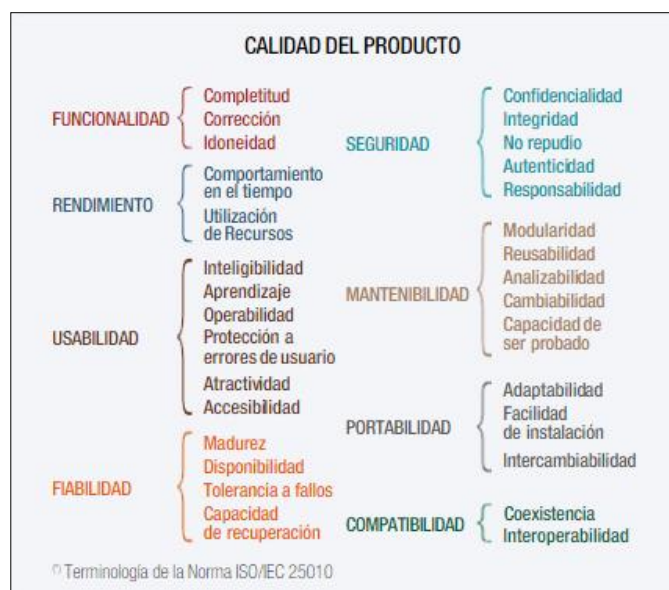 CALIDAD DEL PRODUCTO
FUNCIONALIDAD
Completitud
Corrección
Idoneidad
RENDIMIENTO
Comportamiento
en el tiempo
Utilización
de Recursos
USABILIDAD
Inteligibilidad
Aprendizaje
Operabilidad
Protección a
errores de usuario
Atractividad
Accesibilidad
FIABILIDAD
Madurez
Disponibilidad
Tolerancia a fallos
Capacidad
de recuperación
SEGURIDAD
Confidencialidad
Integridad
No repudio
Autenticidad
Responsabilidad
MANTENIBILIDAD
Modularidad
Reusabilidad
Analizabilidad
Cambiabilidad
Capacidad de
ser probado
PORTABILIDAD
Adaptabilidad
Facilidad
de instalación
Intercambiabilidad
COMPATIBILIDAD
Coexistencia
Interoperabilidad
Terminología de la Norma ISO/IEC 25010